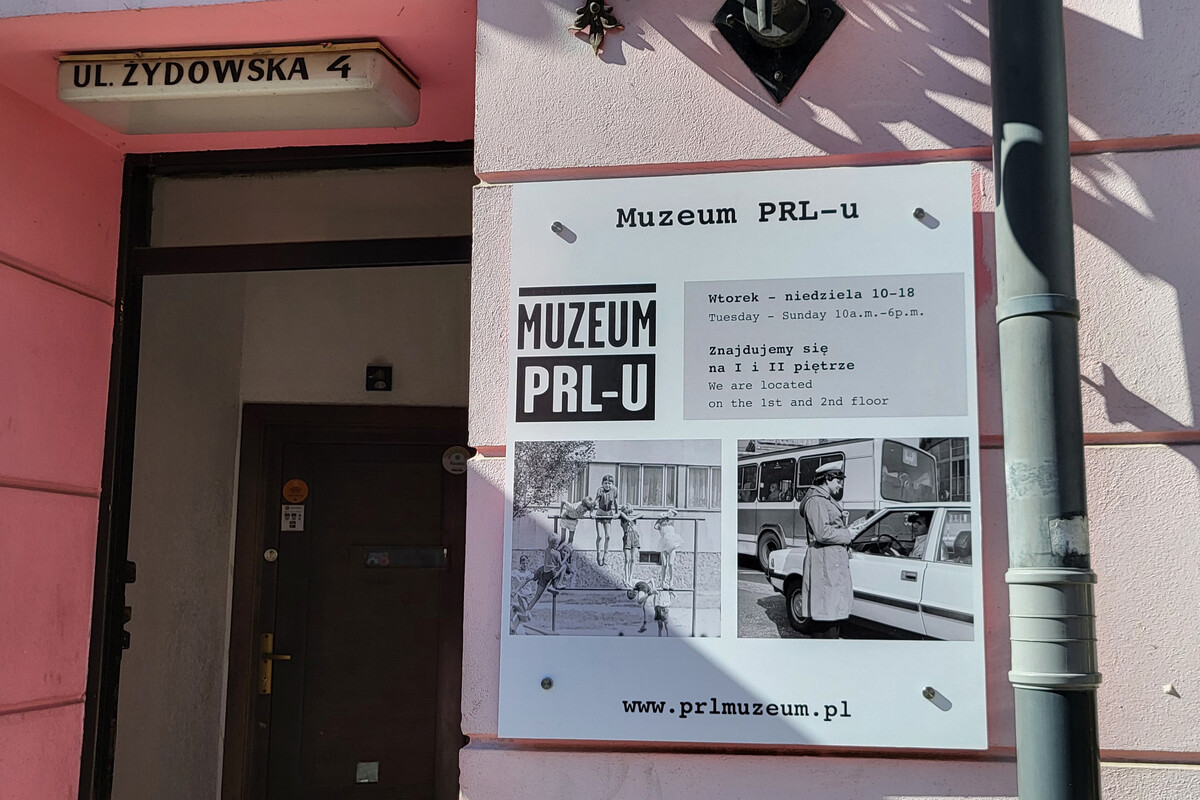 UL. ŻYDOWSKA 4
Muzeum PRL-u
MUZEUM
PRL-U
Wtorek - niedziela 10-18
Tuesday - Sunday 10a.m.-6p.m.
Znajdujemy się
na I i II piętrze
We are located
on the 1st and 2nd floor
www.prlmuzeum.pl